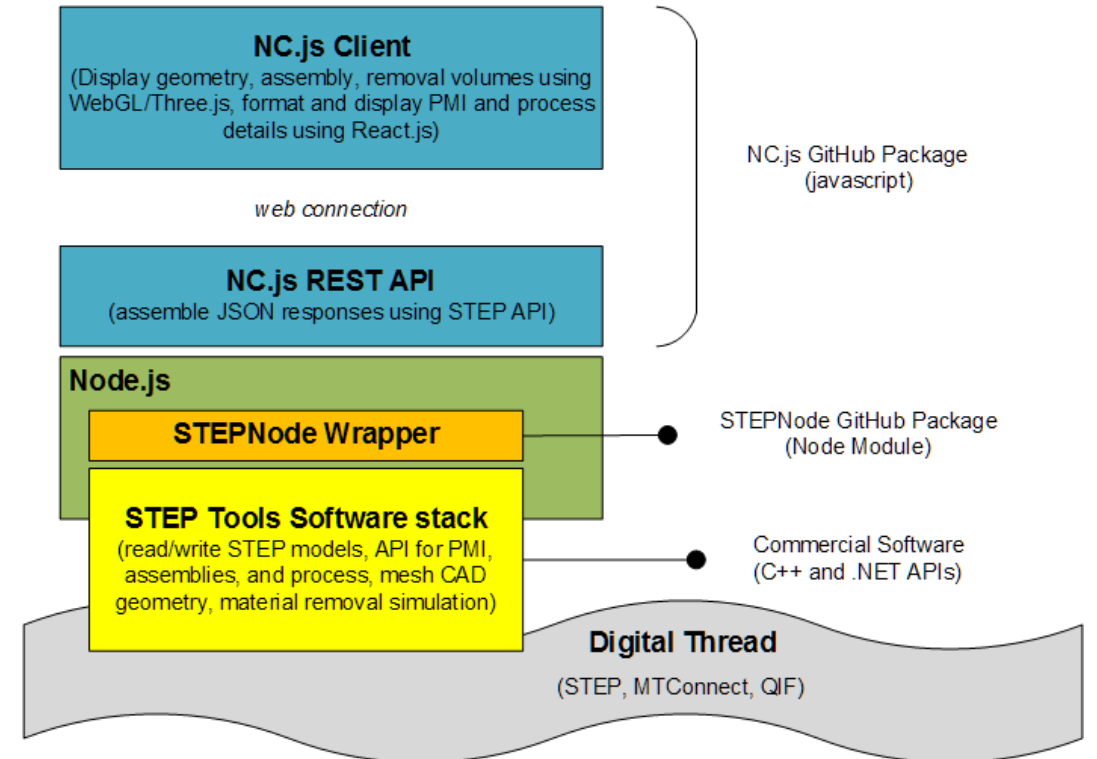 NC.js Client
(Display geometry, assembly, removal volumes using
WebGL/Three.js, format and display PMI and process
details using React.js)
NC.js GitHub Package
(javascript)
web connection
NC.js REST API
(assemble JSON responses using STEP API)
Node.js
STEPNode Wrapper
STEPNode GitHub Package
(Node Module)
STEP Tools Software stack
(read/write STEP models, API for PMI,
assemblies, and process, mesh CAD
geometry, material removal simulation)
Commercial Software
(C++ and .NET APIs)
Digital Thread
(STEP, MTConnect, QIF)